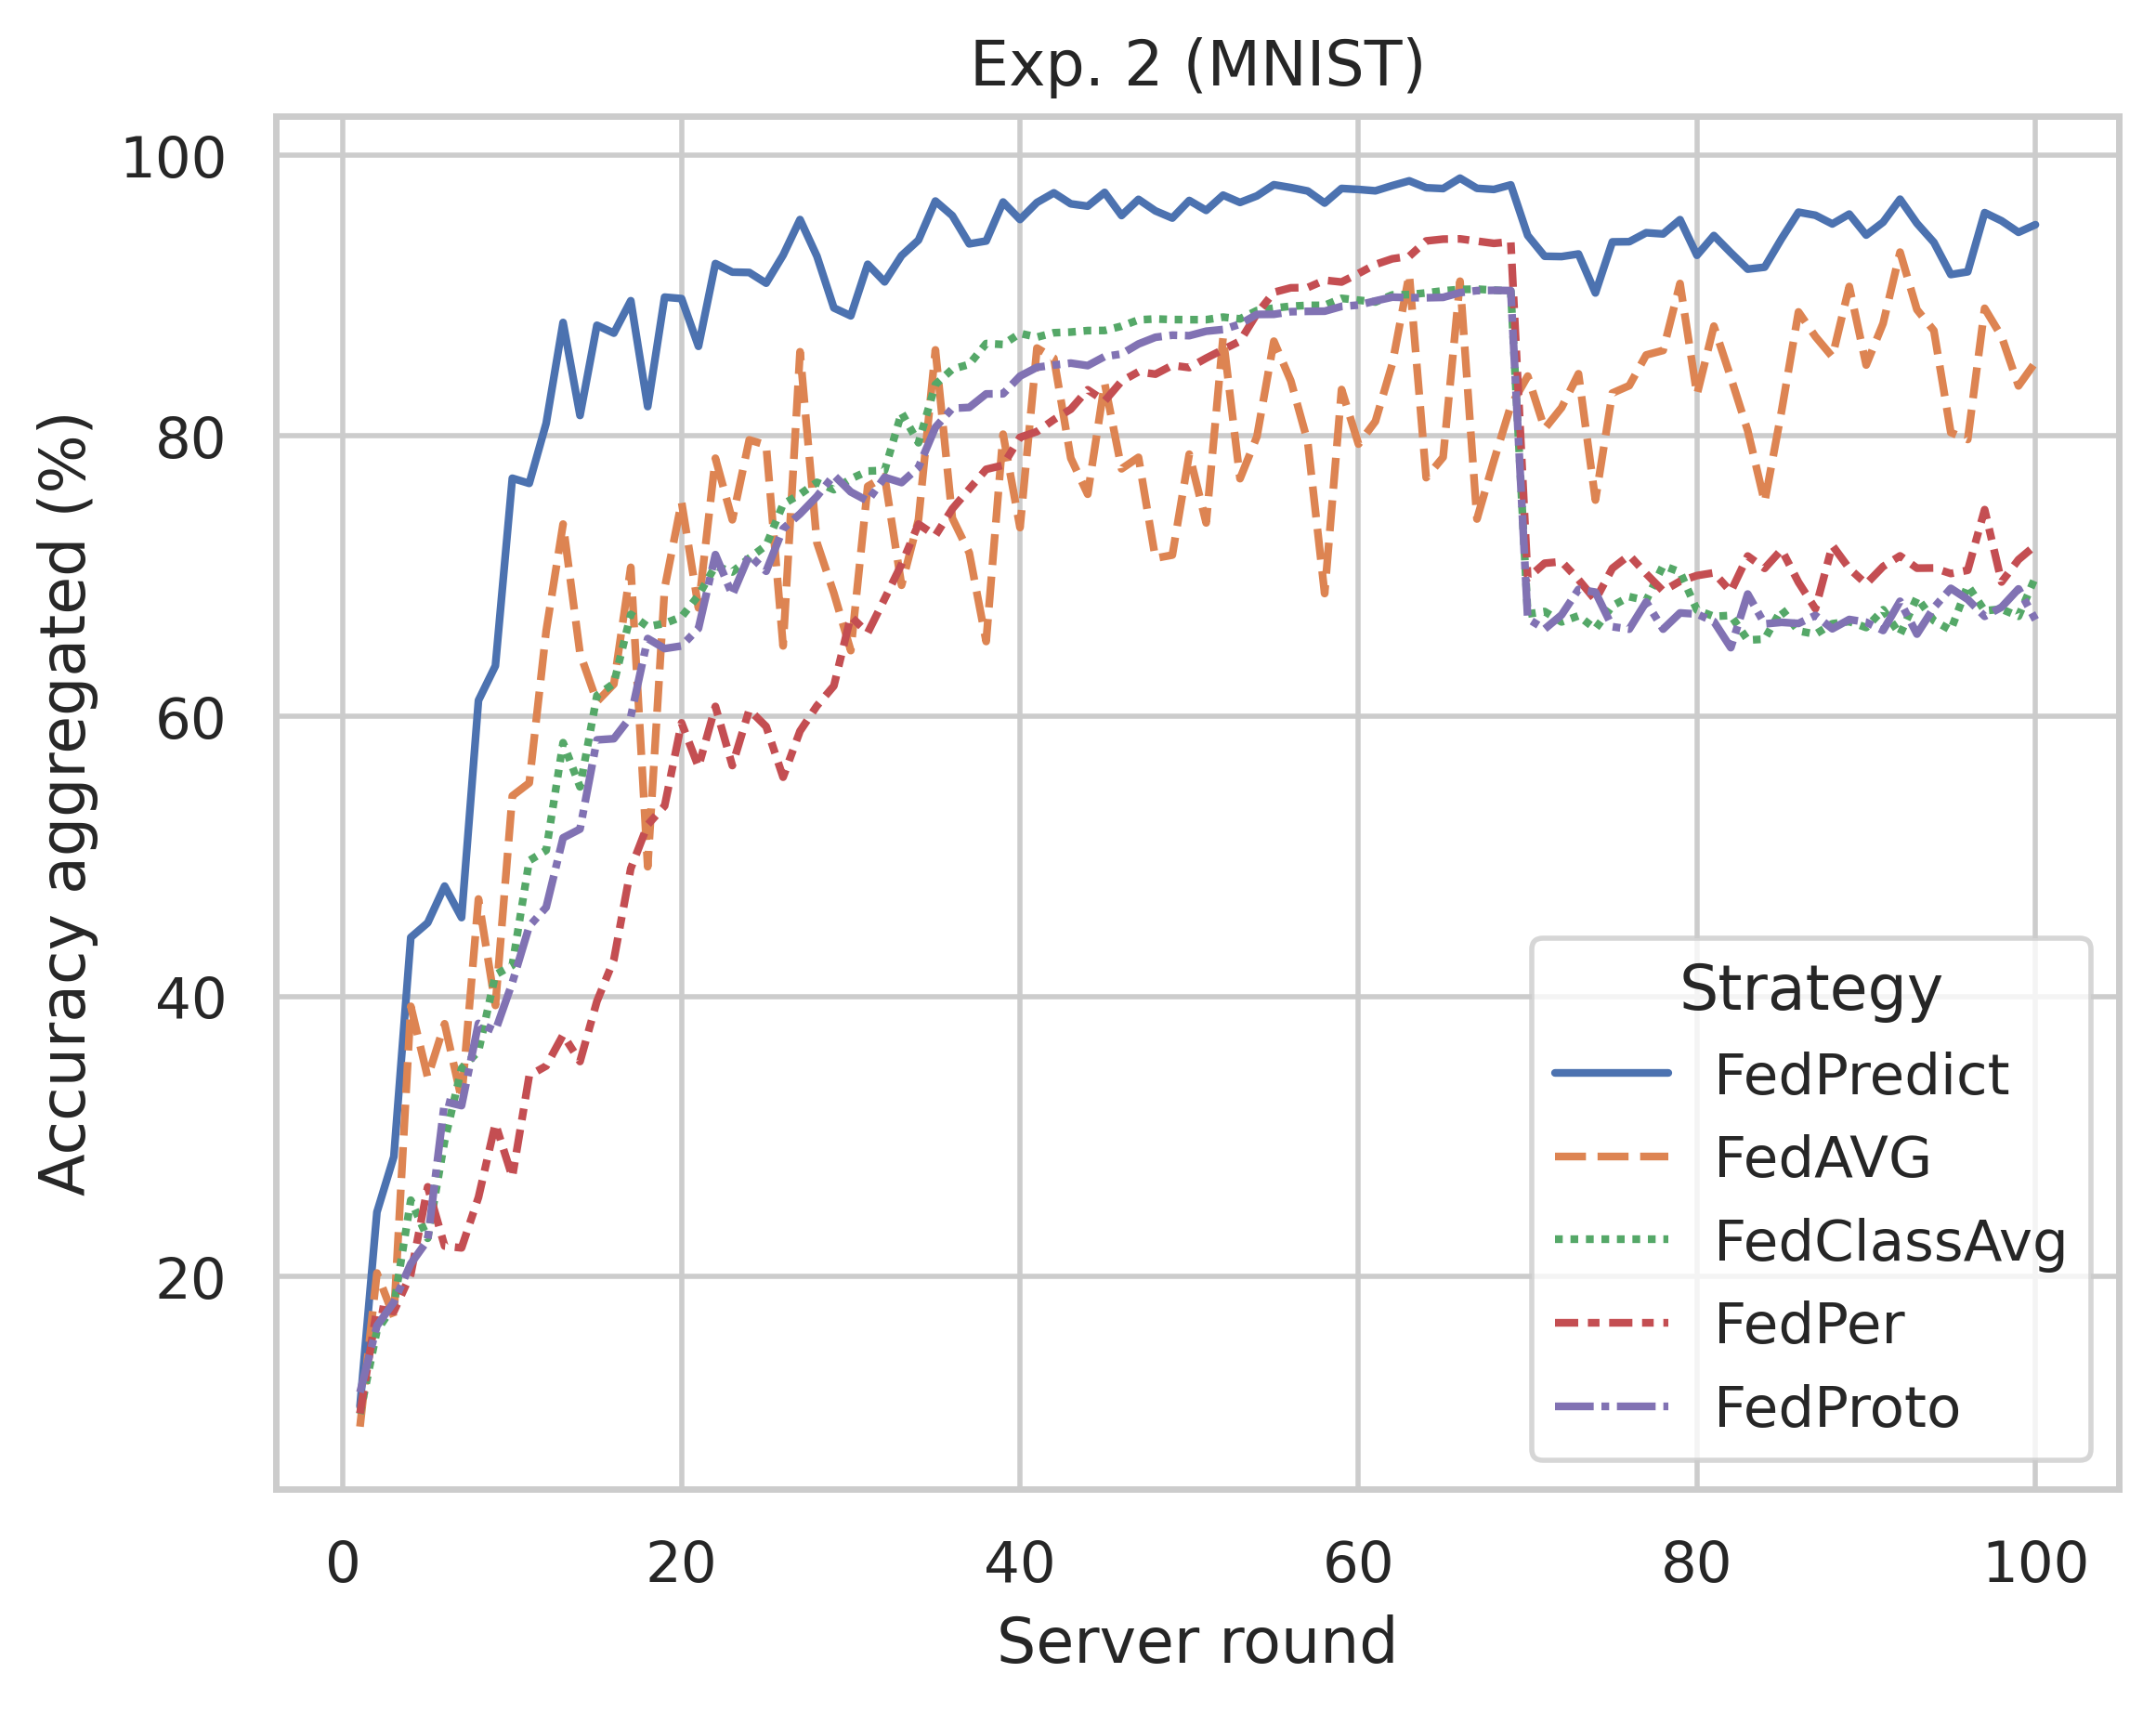 Exp. 2 (MNIST)
Accuracy aggregated (%)
100
80
60
40
20
0
20
40
60
80
100
Server round
Strategy
FedPredict
FedAVG
FedClassAvg
FedPer
FedProto